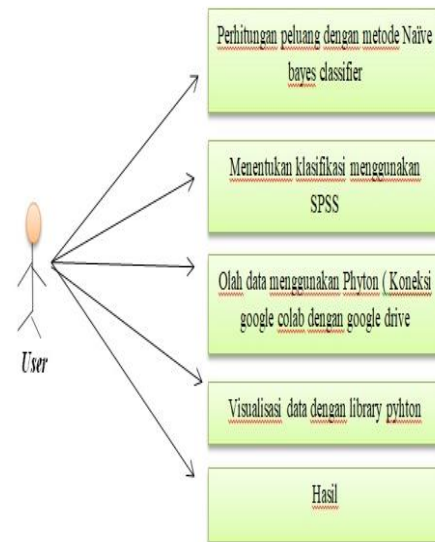 Perhitungan peluang dengan metode Naïve
bayes classifier
Menentukan klasifikasi menggunakan
SPSS
Olah data menggunakan Phyton ( Koneksi
google colab dengan google drive
User
Visualisasi data dengan library pyhton
Hasil